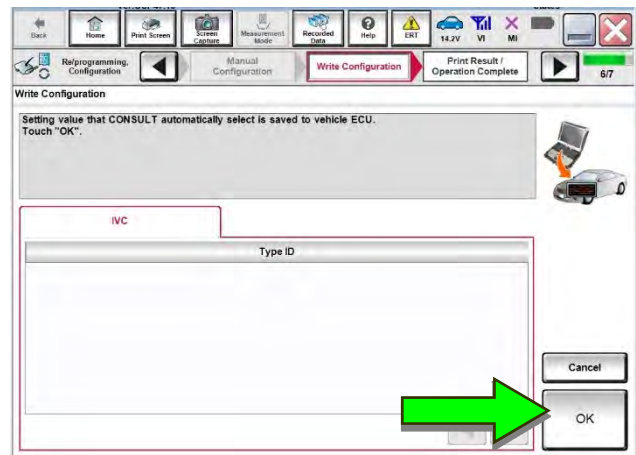 Back
Home
Print Screen
Screen Capture
Measurement Mode
Recorded Data
Help
ERT
14.2V
VI
MI
Re/programming, Configuration
Manual Configuration
Write Configuration
Print Result / Operation Complete
6/7
Write Configuration
Setting value that CONSULT automatically select is saved to vehicle ECU.
Touch "OK".
IVC
Type ID
Cancel
OK